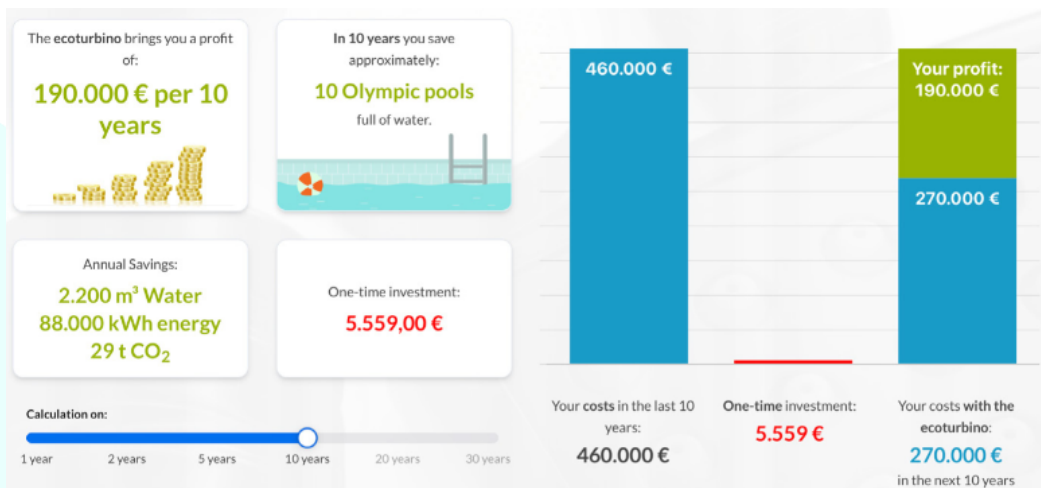 The ecoturbino brings you a profit
of:
190.000 € per 10
years
In 10 years you save
approximately:
10 Olympic pools
full of water.
Annual Savings:
2.200 m³ Water
88.000 kWh energy
29 t CO₂
One-time investment:
5.559,00 €
Calculation on:
1 year 2 years 5 years 10 years 20 years 30 years
460.000 €
Your profit:
190.000 €
270.000 €
Your costs in the last 10
years:
460.000 €
One-time investment:
5.559 €
Your costs with the
ecoturbino:
270.000 €
in the next 10 years